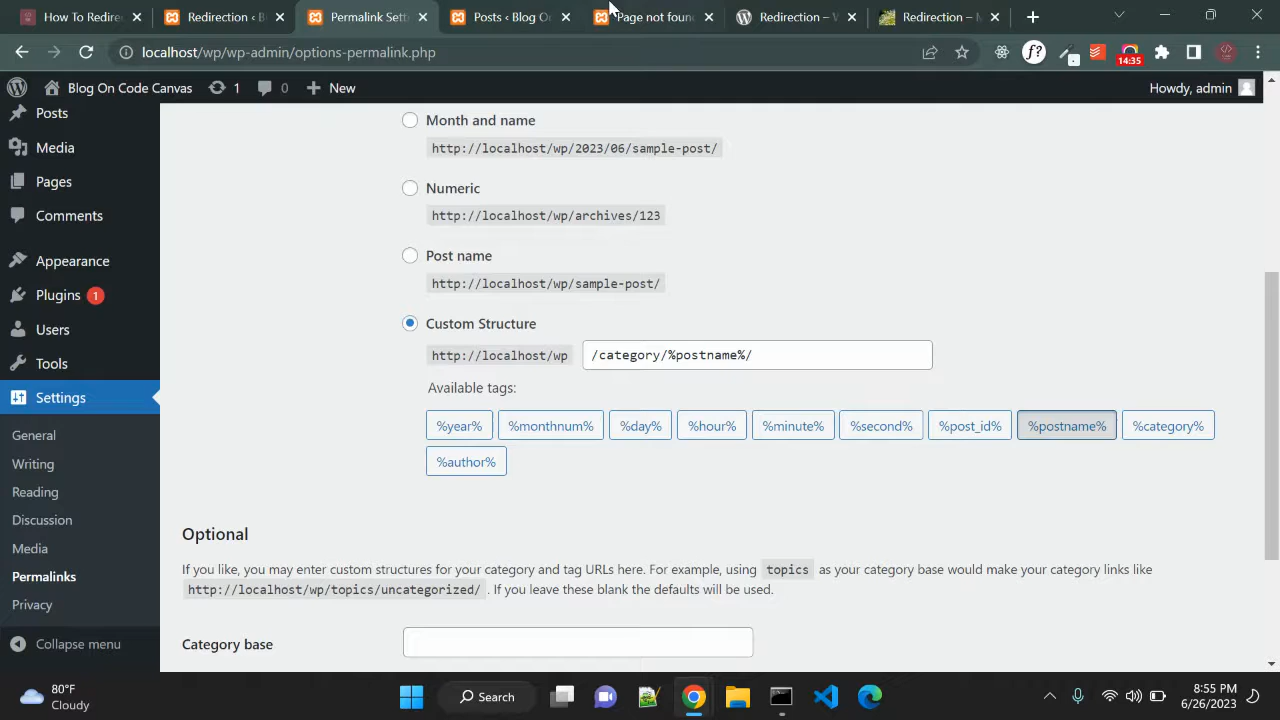 How To Redire
Redirection ‹ B
Permalink Set
Posts ‹ Blog O
Page not foun
Redirection – 
Redirection –
localhost/wp/wp-admin/options-permalink.php
14:35
Blog On Code Canvas
1
0
New
Howdy, admin
Posts
Media
Pages
Comments
Appearance
Plugins 1
Users
Tools
Settings
General
Writing
Reading
Discussion
Media
Permalinks
Privacy
Collapse menu
Month and name
http://localhost/wp/2023/06/sample-post/
Numeric
http://localhost/wp/archives/123
Post name
http://localhost/wp/sample-post/
Custom Structure
http://localhost/wp /category/%postname%/
Available tags:
%year% %monthnum% %day% %hour% %minute% %second% %post_id% %postname% %category%
%author%
Optional
If you like, you may enter custom structures for your category and tag URLs here. For example, using topics as your category base would make your category links like
http://localhost/wp/topics/uncategorized/ . If you leave these blank the defaults will be used.
Category base
80°F
Cloudy
Search
8:55 PM
6/26/2023